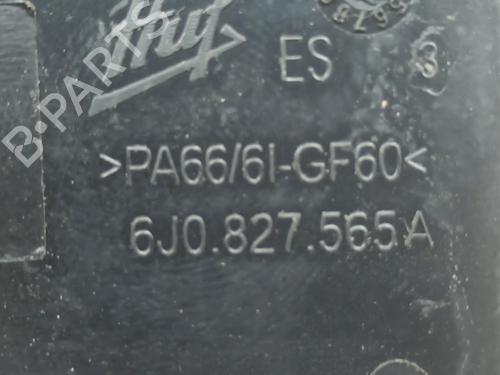 Huf
ES 3
>PA66/6I-GF60<
6J0.827.565 A
B-PARTS